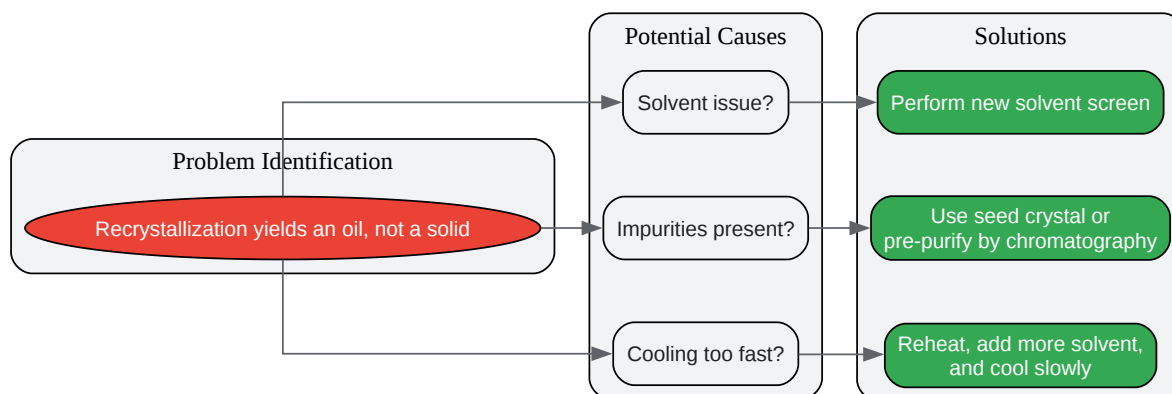 Potential Causes
Solutions
Solvent issue?
Perform new solvent screen
Problem Identification
Recrystallization yields an oil, not a solid
Impurities present?
Use seed crystal or
pre-purify by chromatography
Cooling too fast?
Reheat, add more solvent,
and cool slowly